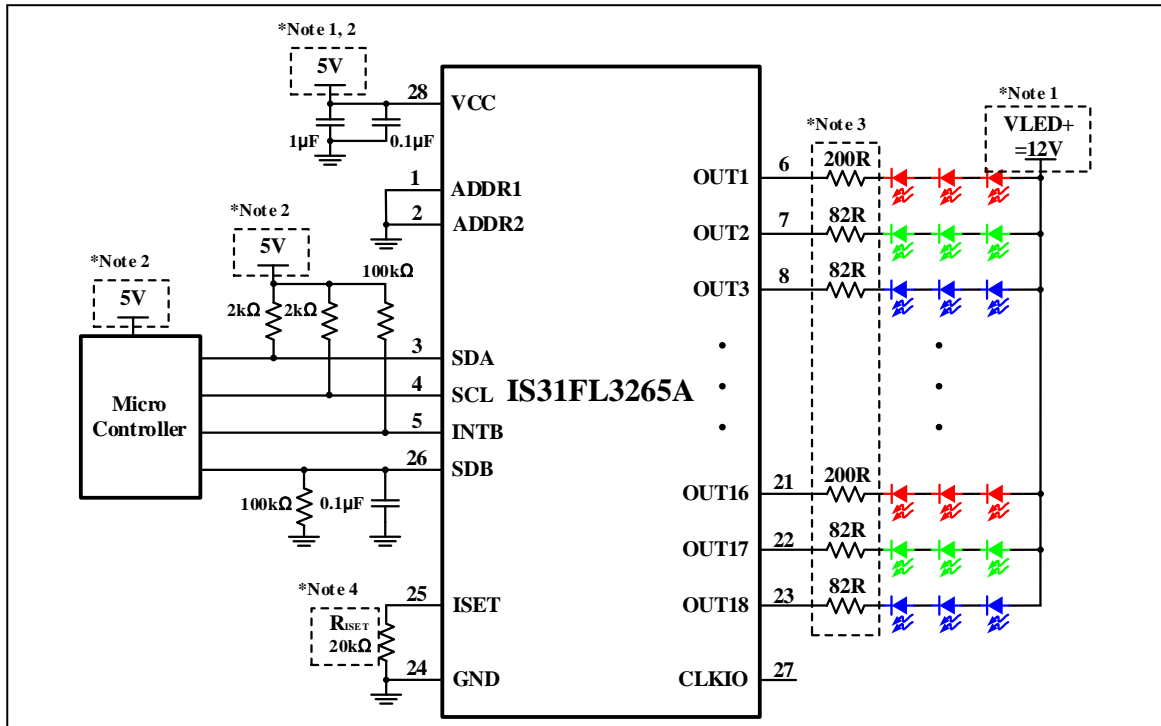 *Note 1, 2
5V
28
VCC
1µF
0.1µF
1
ADDR1
2
ADDR2
*Note 2
5V
100kΩ
*Note 2
5V
2kΩ
2kΩ
Micro
Controller
3
SDA
4
SCL
5
INTB
26
SDB
100kΩ
0.1µF
*Note 4
RISET
20kΩ
25
ISET
24
GND
IS31FL3265A
*Note 3
*Note 1
VLED+
=12V
OUT1
6
200R
OUT2
7
82R
OUT3
8
82R
OUT16
21
200R
OUT17
22
82R
OUT18
23
82R
CLKIO
27